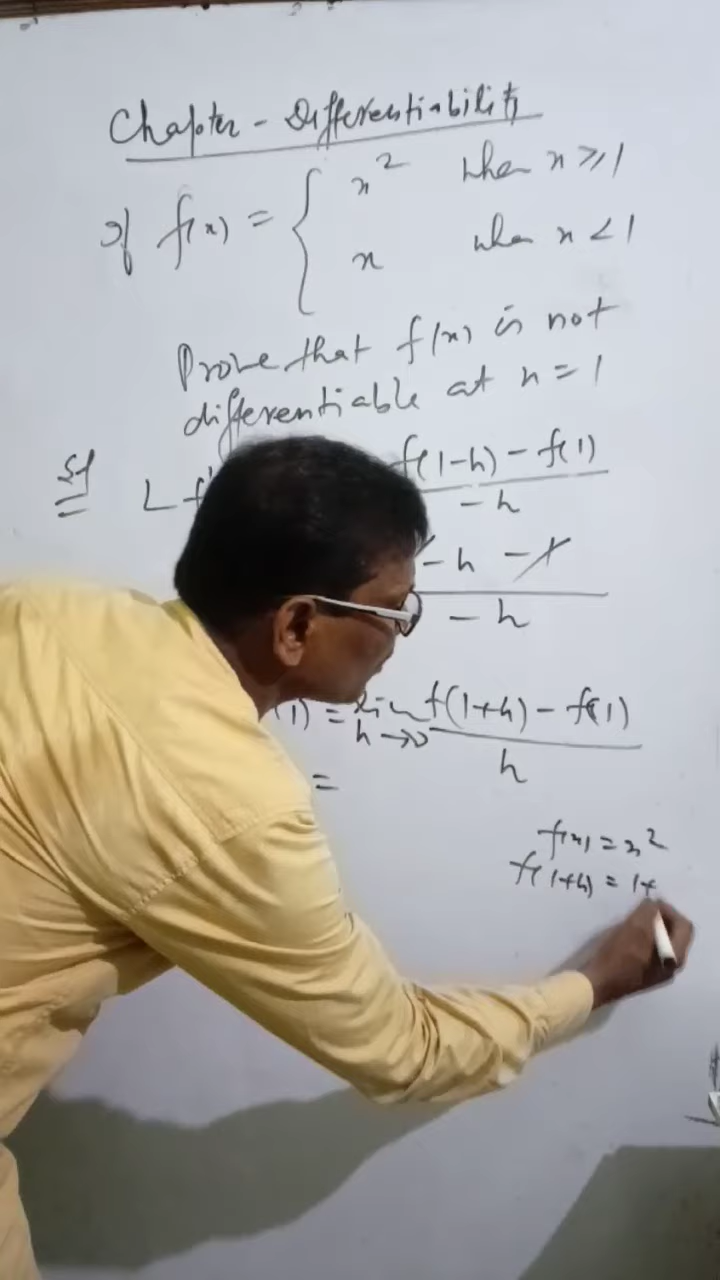 Chapter - Differentiability
If f(x) = { x² when x ≥ 1
x when x < 1
Prove that f(x) is not
differentiable at x = 1
Sol L f' f(1-h) - f(1)
- h
- h - 1
- h
(1) = lim f(1+h) - f(1)
h→0 h
=
f(x) = x²
f(1+h) = 1+